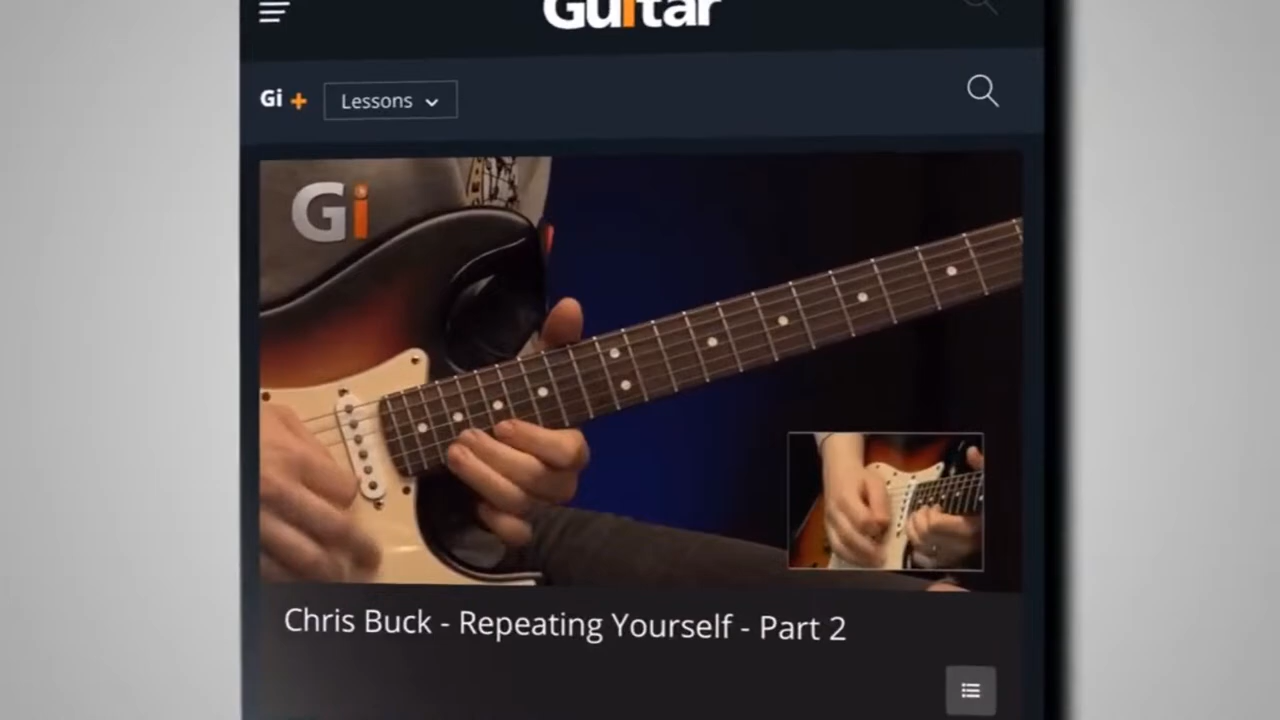 Guitar
Gi +
Lessons
Gi
Chris Buck - Repeating Yourself - Part 2